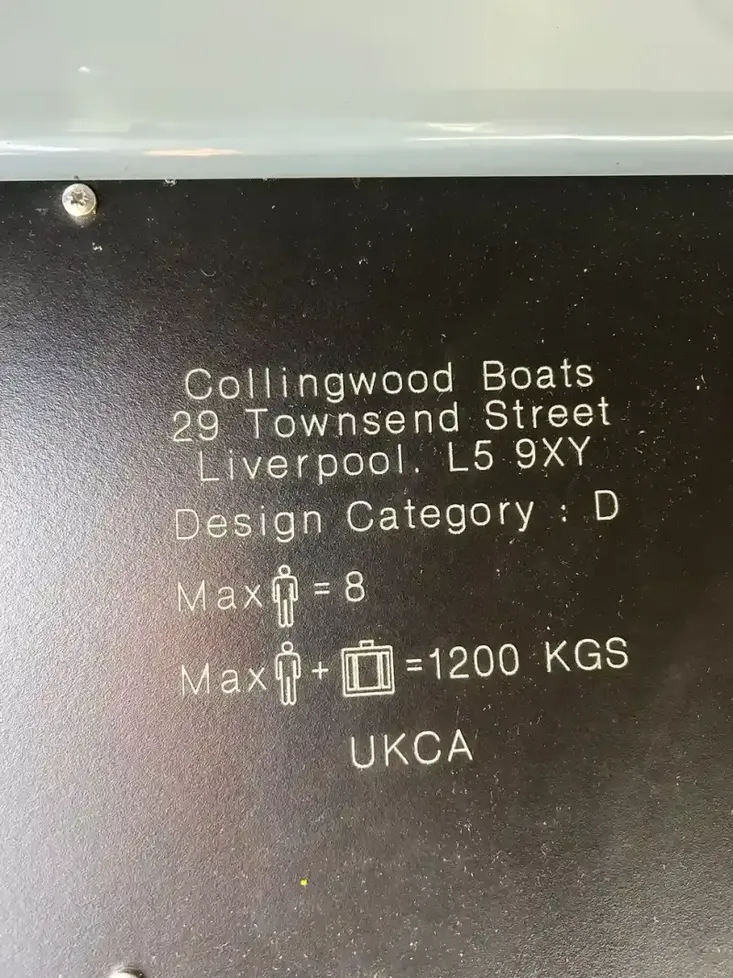 Collingwood Boats
29 Townsend Street
Liverpool. L5 9XY
Design Category : D
Max = 8
Max + =1200 KGS
UKCA